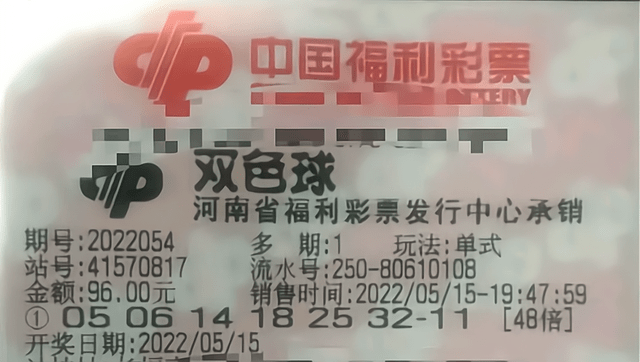 中国福利彩票
双色球
河南省福利彩票发行中心承销
期号:2022054 多 期:1 玩法:单式
站号:41570817 流水号:250-80610108
金额:96.00元 销售时间:2022/05/15-19:47:59
① 05 06 14 18 25 32-11 [48倍]
开奖日期:2022/05/15